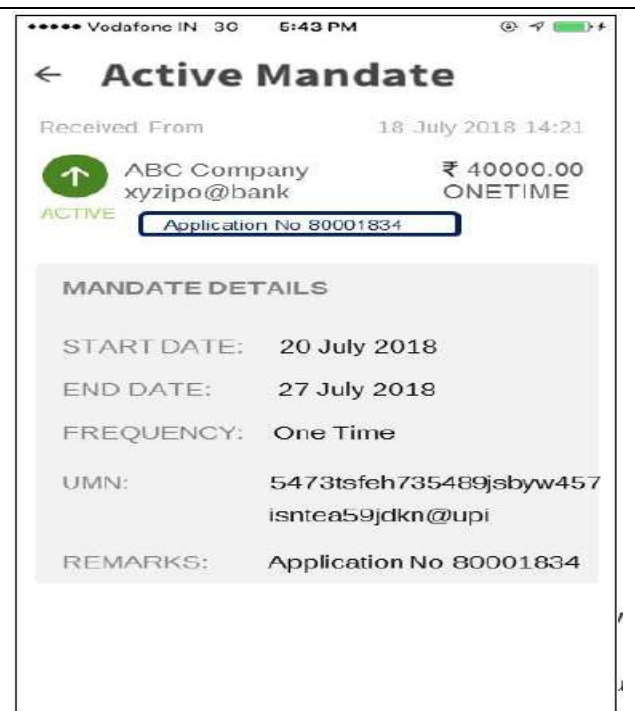 Vodafone IN 3G 5:43 PM
← Active Mandate
Received From 18 July 2018 14:21
ABC Company ₹ 40000.00
xyzipo@bank ONETIME
ACTIVE
Application No 80001834
MANDATE DETAILS
START DATE: 20 July 2018
END DATE: 27 July 2018
FREQUENCY: One Time
UMN: 5473tsfeh735489jsbyw457
isntea59jdkn@upi
REMARKS: Application No 80001834